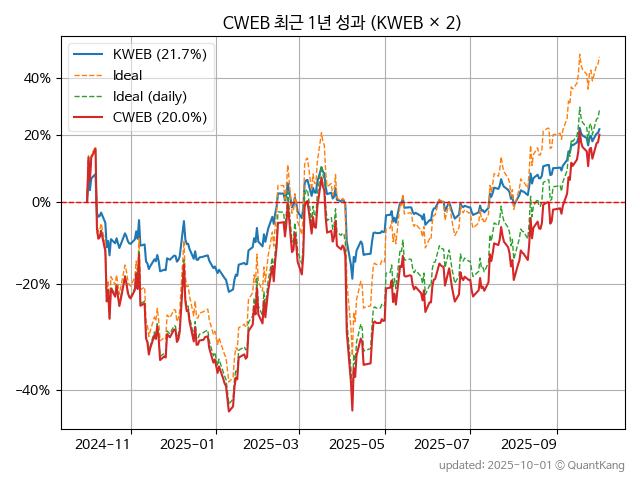 CWEB 최근 1년 성과 (KWEB × 2)
KWEB (21.7%)
Ideal
Ideal (daily)
CWEB (20.0%)
40%
20%
0%
−20%
−40%
2024-11
2025-01
2025-03
2025-05
2025-07
2025-09
updated: 2025-10-01 © QuantKang